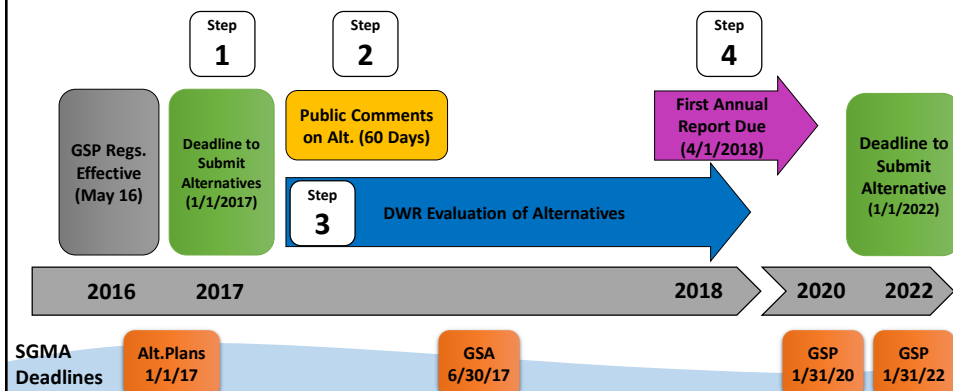 Step
1
Step
2
Step
4
GSP Regs.
Effective
(May 16)
Deadline to
Submit
Alternatives
(1/1/2017)
Public Comments
on Alt. (60 Days)
First Annual
Report Due
(4/1/2018)
Deadline to
Submit
Alternative
(1/1/2022)
Step
3
DWR Evaluation of Alternatives
2016
2017
2018
2020
2022
SGMA
Deadlines
Alt.Plans
1/1/17
GSA
6/30/17
GSP
1/31/20
GSP
1/31/22